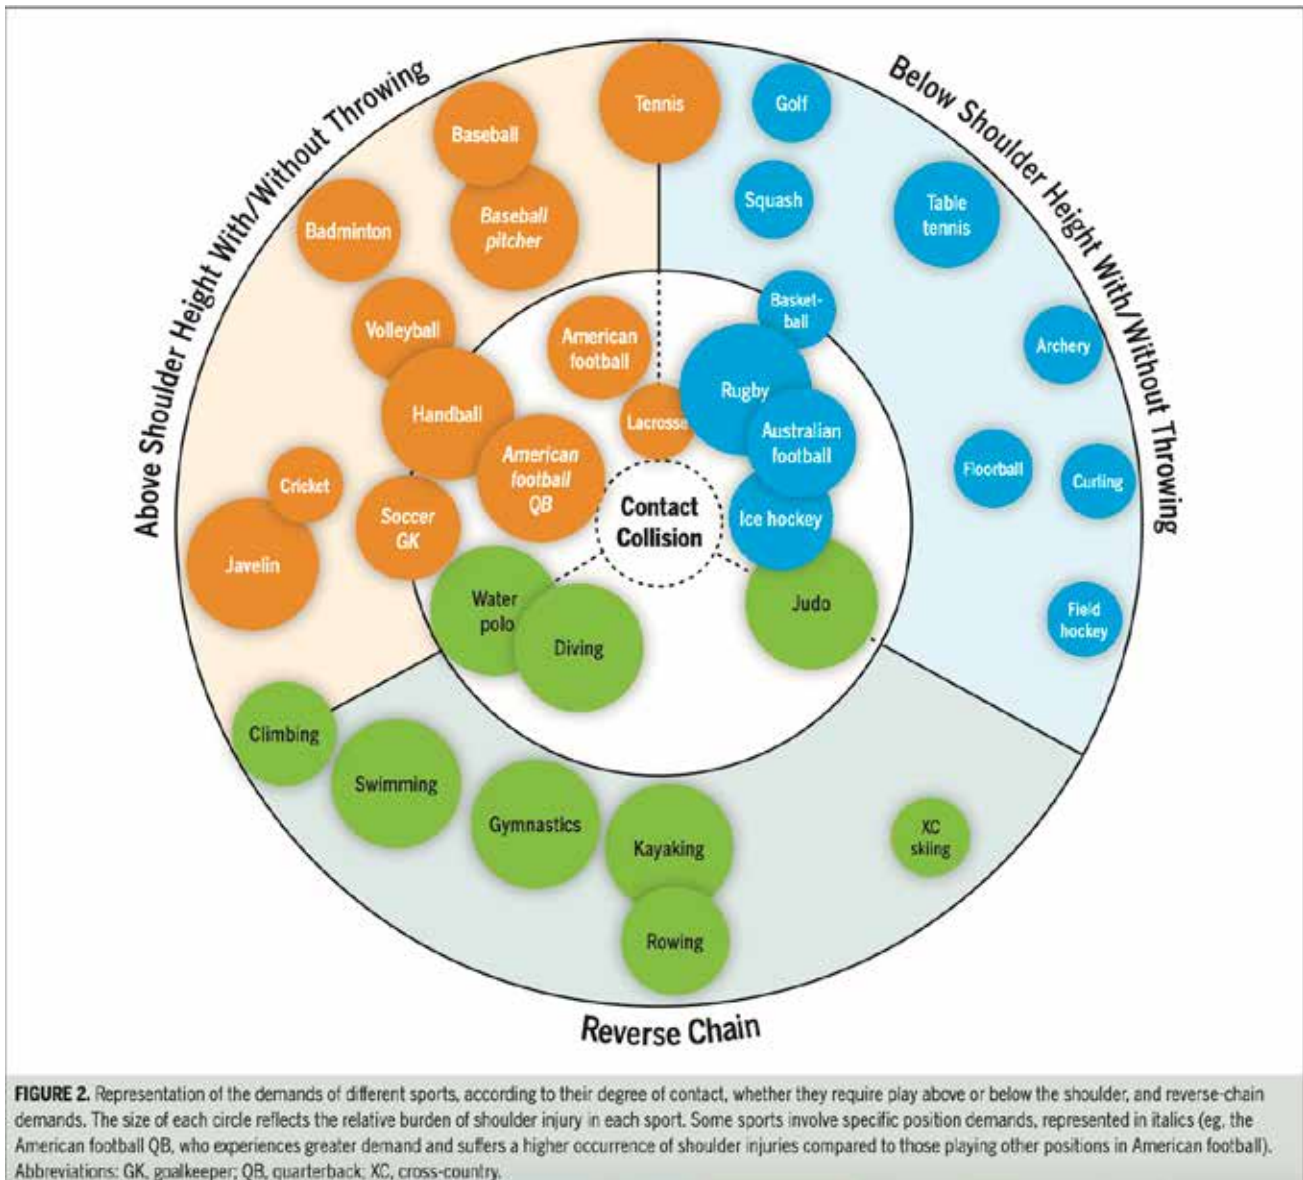 Above Shoulder Height With/Without Throwing
Below Shoulder Height With/Without Throwing
Tennis
Golf
Baseball
Squash
Table
tennis
Baseball
pitcher
Badminton
Volleyball
American
football
Basket-
ball
Archery
Rugby
Handball
Lacrosse
Australian
football
American
football
QB
Floorball
Curling
Cricket
Soccer
GK
Contact
Collision
Ice hockey
Javelin
Water
polo
Diving
Judo
Field
hockey
Climbing
Swimming
Gymnastics
Kayaking
XC
skiing
Rowing
Reverse Chain
FIGURE 2. Representation of the demands of different sports, according to their degree of contact, whether they require play above or below the shoulder, and reverse-chain
demands. The size of each circle reflects the relative burden of shoulder injury in each sport. Some sports involve specific position demands, represented in italics (eg, the
American football QB, who experiences greater demand and suffers a higher occurrence of shoulder injuries compared to those playing other positions in American football).
Abbreviations: GK, goalkeeper; QB, quarterback; XC, cross-country.